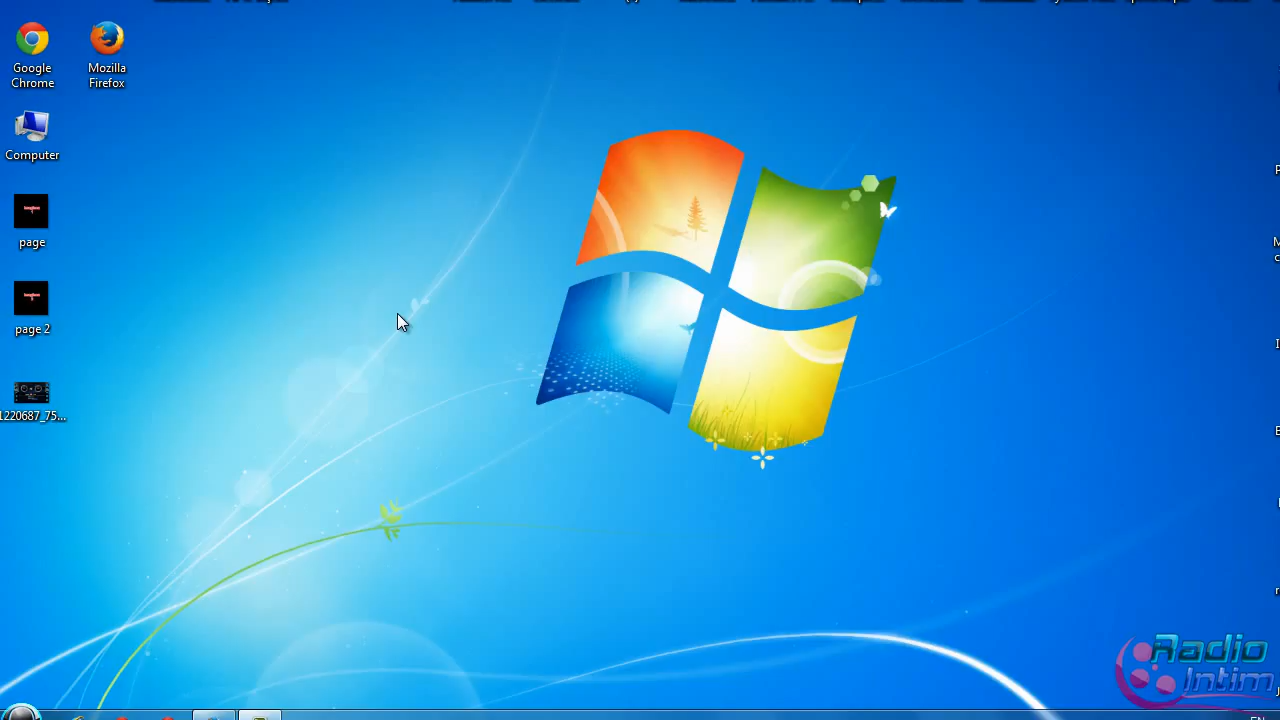 Google
Chrome
Mozilla
Firefox
Computer
page
page 2
1220687_75...
Radio
Intim
EN